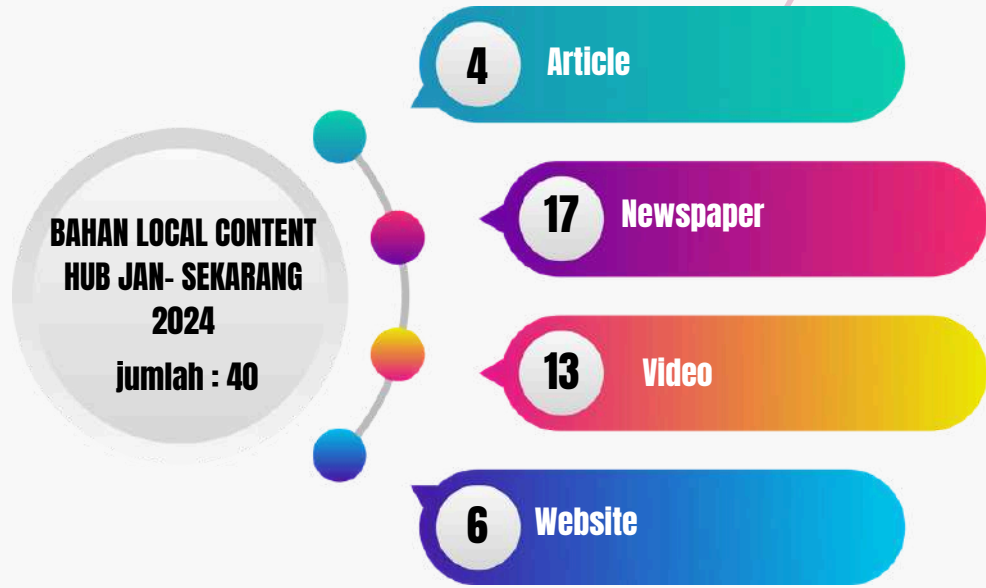 BAHAN LOCAL CONTENT
HUB JAN- SEKARANG
2024
jumlah : 40
4 Article
17 Newspaper
13 Video
6 Website